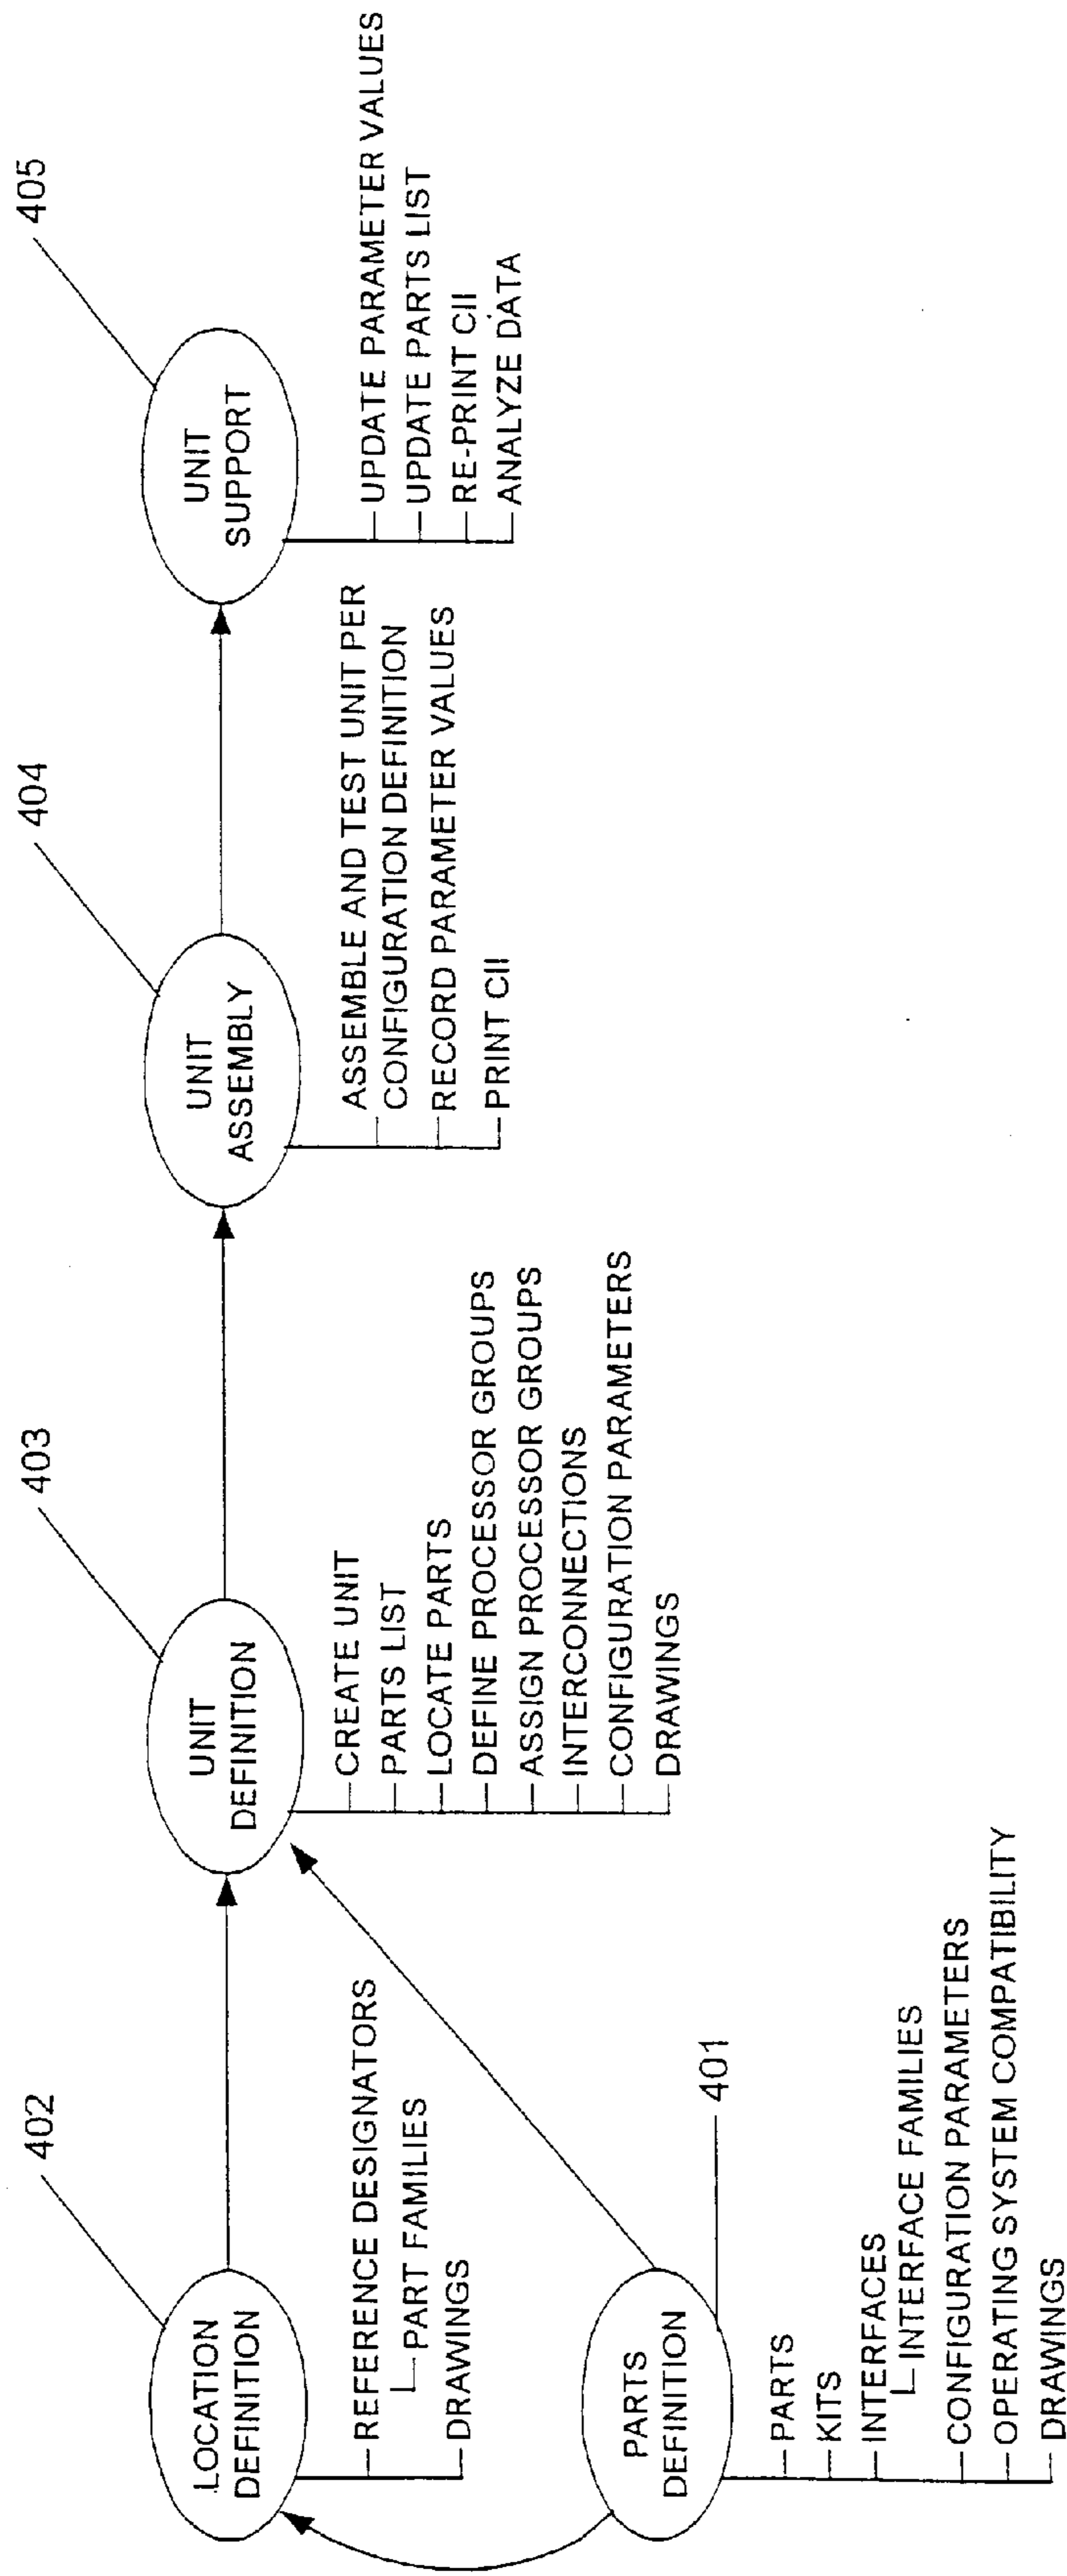 402
LOCATION
DEFINITION
REFERENCE DESIGNATORS
PART FAMILIES
DRAWINGS
PARTS
DEFINITION
401
PARTS
KITS
INTERFACES
INTERFACE FAMILIES
CONFIGURATION PARAMETERS
OPERATING SYSTEM COMPATIBILITY
DRAWINGS
403
UNIT
DEFINITION
CREATE UNIT
PARTS LIST
LOCATE PARTS
DEFINE PROCESSOR GROUPS
ASSIGN PROCESSOR GROUPS
INTERCONNECTIONS
CONFIGURATION PARAMETERS
DRAWINGS
404
UNIT
ASSEMBLY
ASSEMBLE AND TEST UNIT PER
CONFIGURATION DEFINITION
RECORD PARAMETER VALUES
PRINT CII
405
UNIT
SUPPORT
UPDATE PARAMETER VALUES
UPDATE PARTS LIST
RE-PRINT CII
ANALYZE DATA